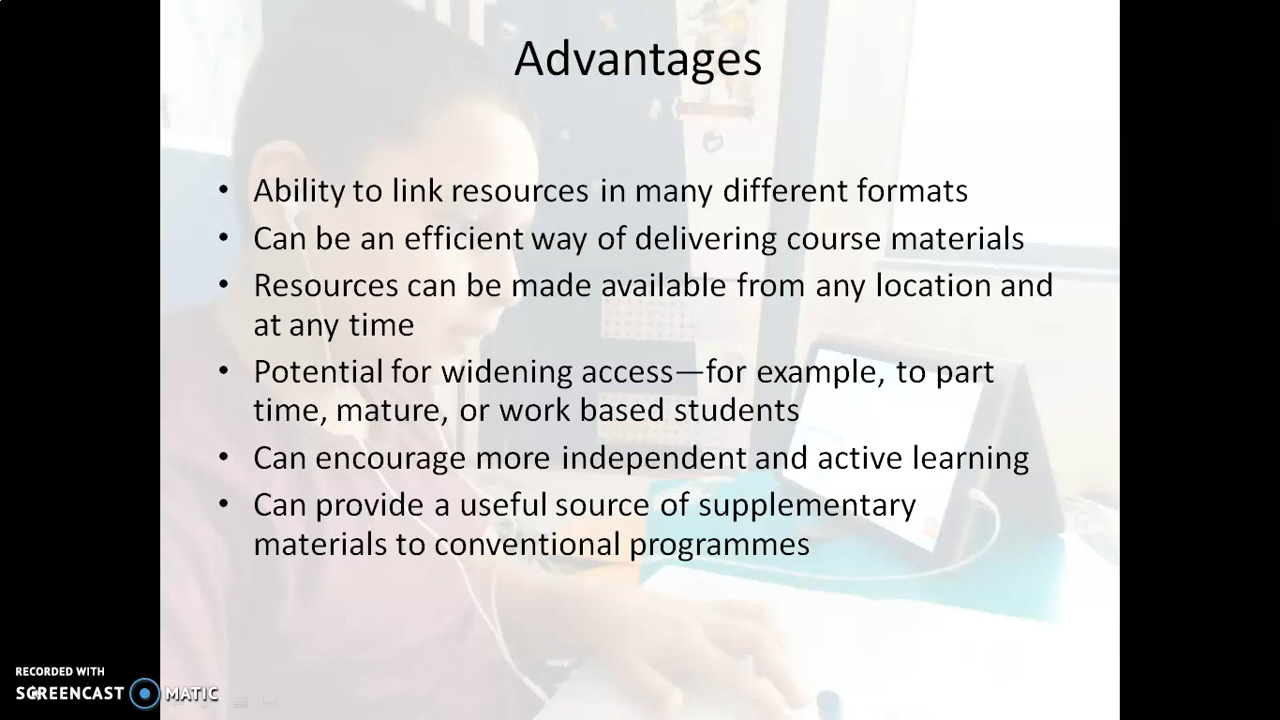 Advantages
• Ability to link resources in many different formats
• Can be an efficient way of delivering course materials
• Resources can be made available from any location and
at any time
• Potential for widening access—for example, to part
time, mature, or work based students
• Can encourage more independent and active learning
• Can provide a useful source of supplementary
materials to conventional programmes
RECORDED WITH
SCREENCAST MATIC